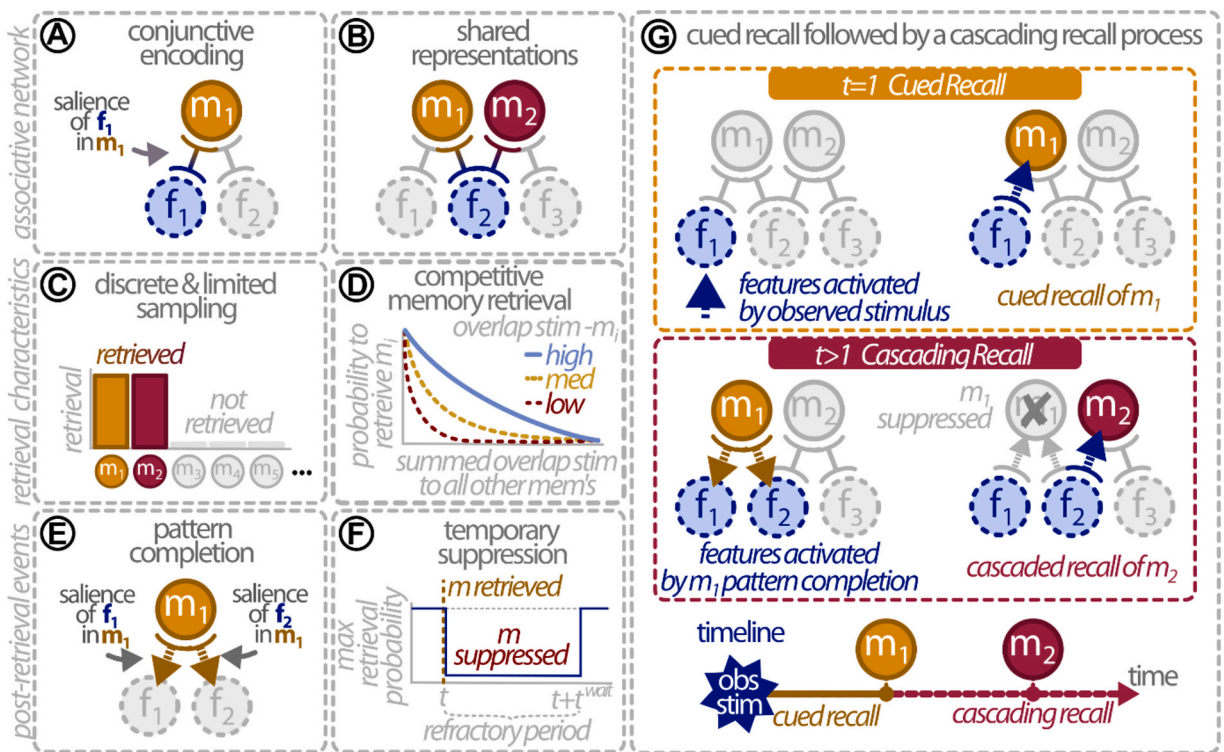 associative network
retrieval characteristics
post-retrieval events
A
conjunctive
encoding
salience
of f1
in m1
m1
f1
f2
B
shared
representations
m1
m2
f1
f2
f3
C
discrete & limited
sampling
retrieved
not
retrieved
retrieval
m1
m2
m3
m4
m5
...
D
competitive
memory retrieval
overlap stim -mi
high
med
low
probability to
retreive mi
summed overlap stim
to all other mem's
E
pattern
completion
salience
of f1
in m1
m1
salience
of f2
in m1
f1
f2
F
temporary
suppression
m retrieved
m
suppressed
max
retrieval
probability
t
t+t^wait
refractory period
G
cued recall followed by a cascading recall process
t=1 Cued Recall
m1
m2
f1
f2
f3
features activated
by observed stimulus
m1
m2
f1
f2
f3
cued recall of m1
t>1 Cascading Recall
m1
m2
f1
f2
f3
features activated
by m1 pattern completion
m1
suppressed
m1
m2
f1
f2
f3
cascaded recall of m2
timeline
obs
stim
m1
m2
cued recall
cascading recall
time